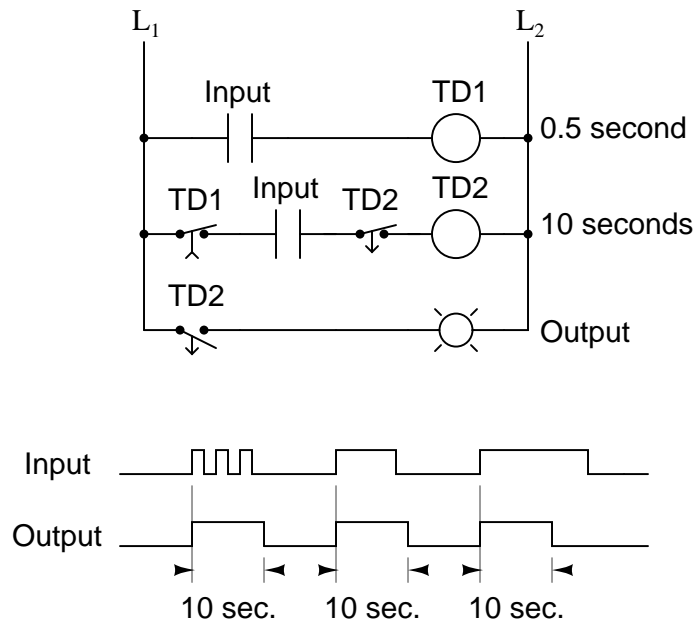 L1 L2
Input TD1
0.5 second
TD1 Input TD2 TD2
10 seconds
TD2
Output
Input
Output
10 sec. 10 sec. 10 sec.